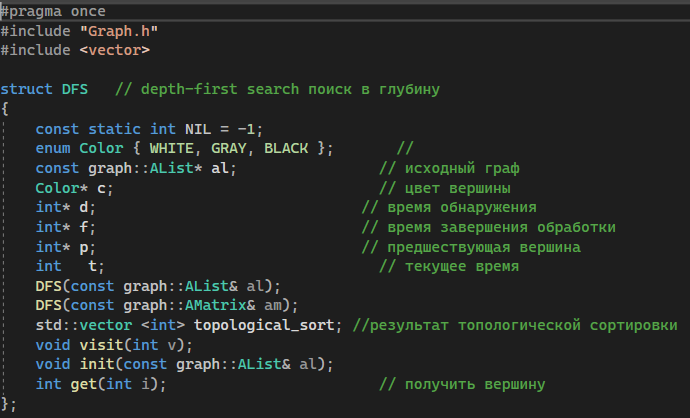 #pragma once
#include "Graph.h"
#include <vector>
struct DFS   // depth-first search поиск в глубину
{
    const static int NIL = -1;
    enum Color { WHITE, GRAY, BLACK };       //
    const graph::AList* al;                // исходный граф
    Color* c;                              // цвет вершины
    int* d;                              // время обнаружения
    int* f;                              // время завершения обработки
    int* p;                              // предшествующая вершина
    int   t;                               // текущее время
    DFS(const graph::AList& al);
    DFS(const graph::AMatrix& am);
    std::vector <int> topological_sort; //результат топологической сортировки
    void visit(int v);
    void init(const graph::AList& al);
    int get(int i);                        // получить вершину
};